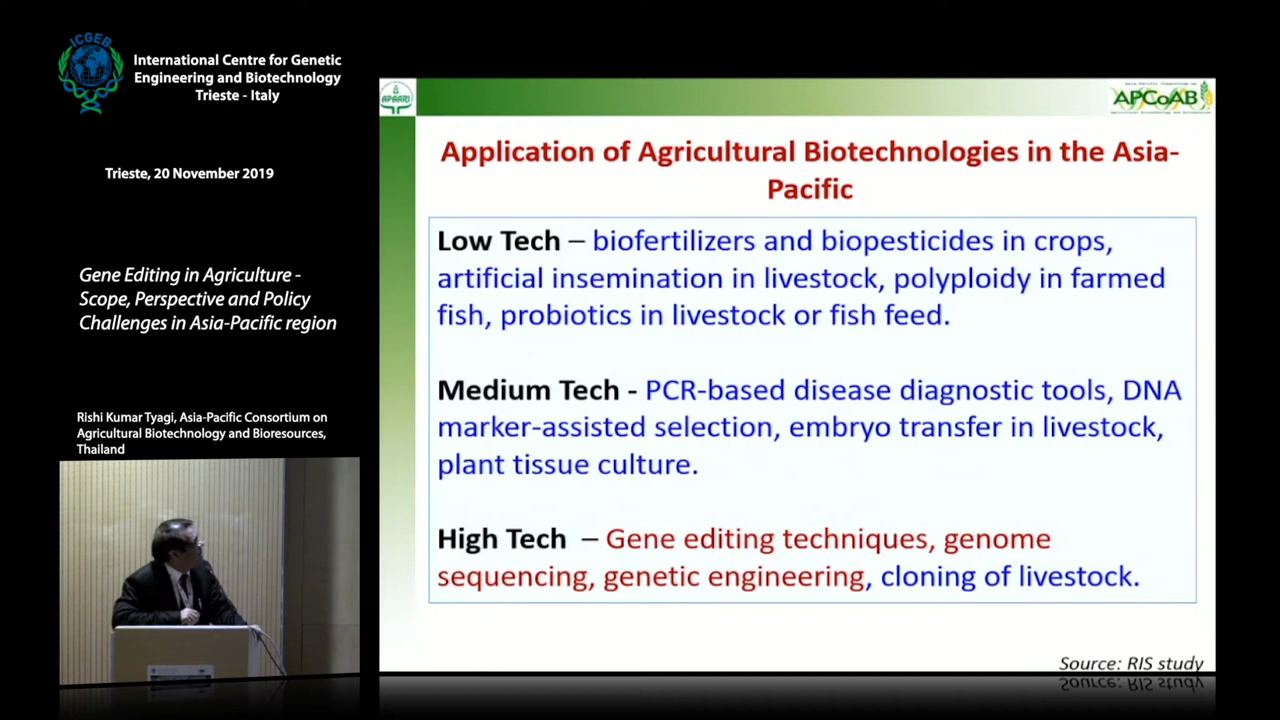 ICGEB
International Centre for Genetic
Engineering and Biotechnology
Trieste - Italy
Trieste, 20 November 2019
Gene Editing in Agriculture -
Scope, Perspective and Policy
Challenges in Asia-Pacific region
Rishi Kumar Tyagi, Asia-Pacific Consortium on
Agricultural Biotechnology and Bioresources,
Thailand
APAARI
APCoAB
Application of Agricultural Biotechnologies in the Asia-
Pacific
Low Tech – biofertilizers and biopesticides in crops,
artificial insemination in livestock, polyploidy in farmed
fish, probiotics in livestock or fish feed.
Medium Tech - PCR-based disease diagnostic tools, DNA
marker-assisted selection, embryo transfer in livestock,
plant tissue culture.
High Tech – Gene editing techniques, genome
sequencing, genetic engineering, cloning of livestock.
Source: RIS study